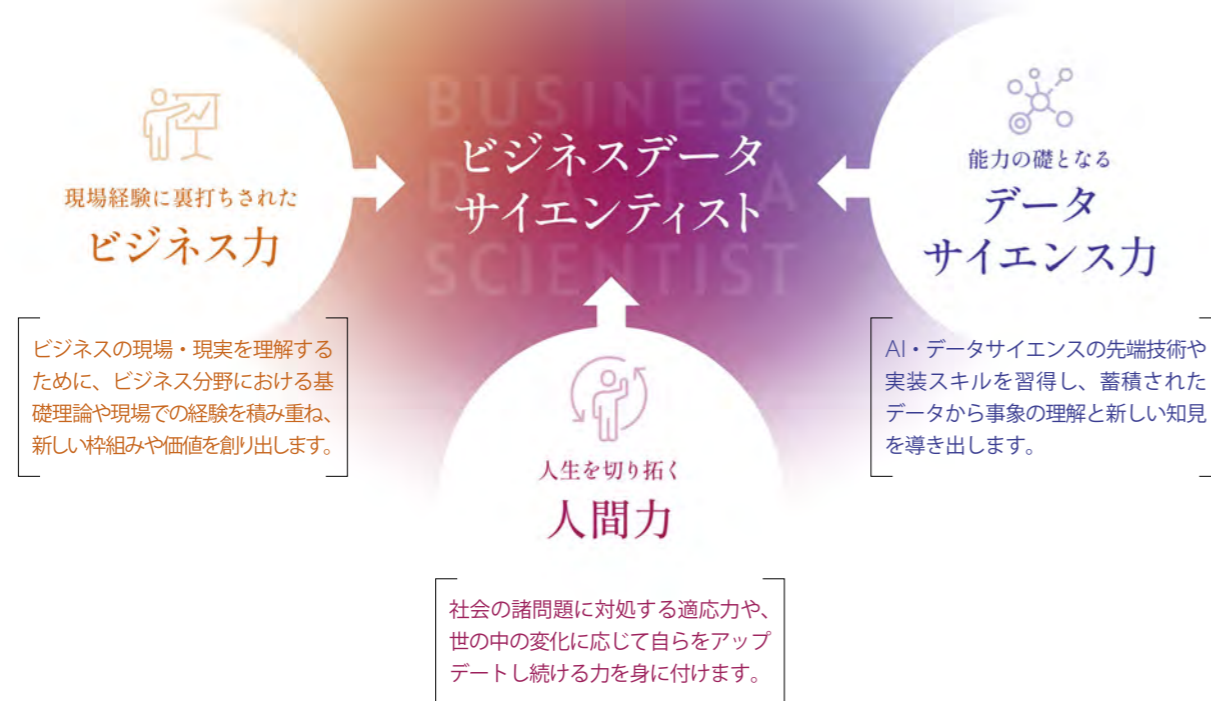 BUSINESS
DATA
SCIENTIST
ビジネスデータ
サイエンティスト
現場経験に裏打ちされた
ビジネス力
ビジネスの現場・現実を理解する
ために、ビジネス分野における基
礎理論や現場での経験を積み重ね、
新しい枠組みや価値を創り出します。
能力の礎となる
データ
サイエンス力
AI・データサイエンスの先端技術や
実装スキルを習得し、蓄積された
データから事象の理解と新しい知見
を導き出します。
人生を切り拓く
人間力
社会の諸問題に対処する適応力や、
世の中の変化に応じて自らをアップ
デートし続ける力を身に付けます。